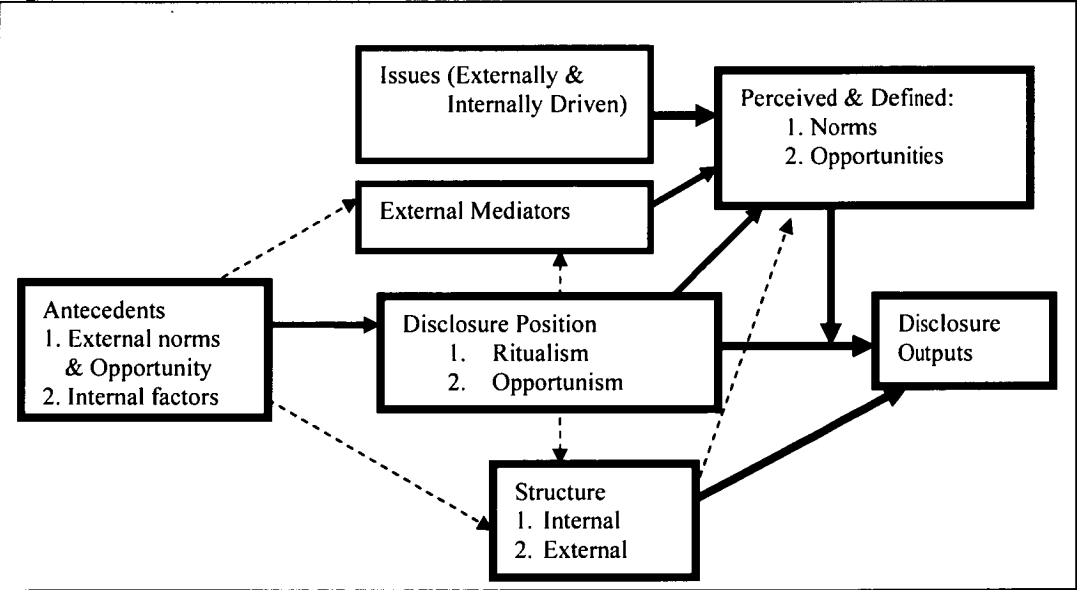 Issues (Externally &
Internally Driven)
Perceived & Defined:
1. Norms
2. Opportunities
External Mediators
Antecedents
1. External norms
& Opportunity
2. Internal factors
Disclosure Position
1. Ritualism
2. Opportunism
Disclosure
Outputs
Structure
1. Internal
2. External